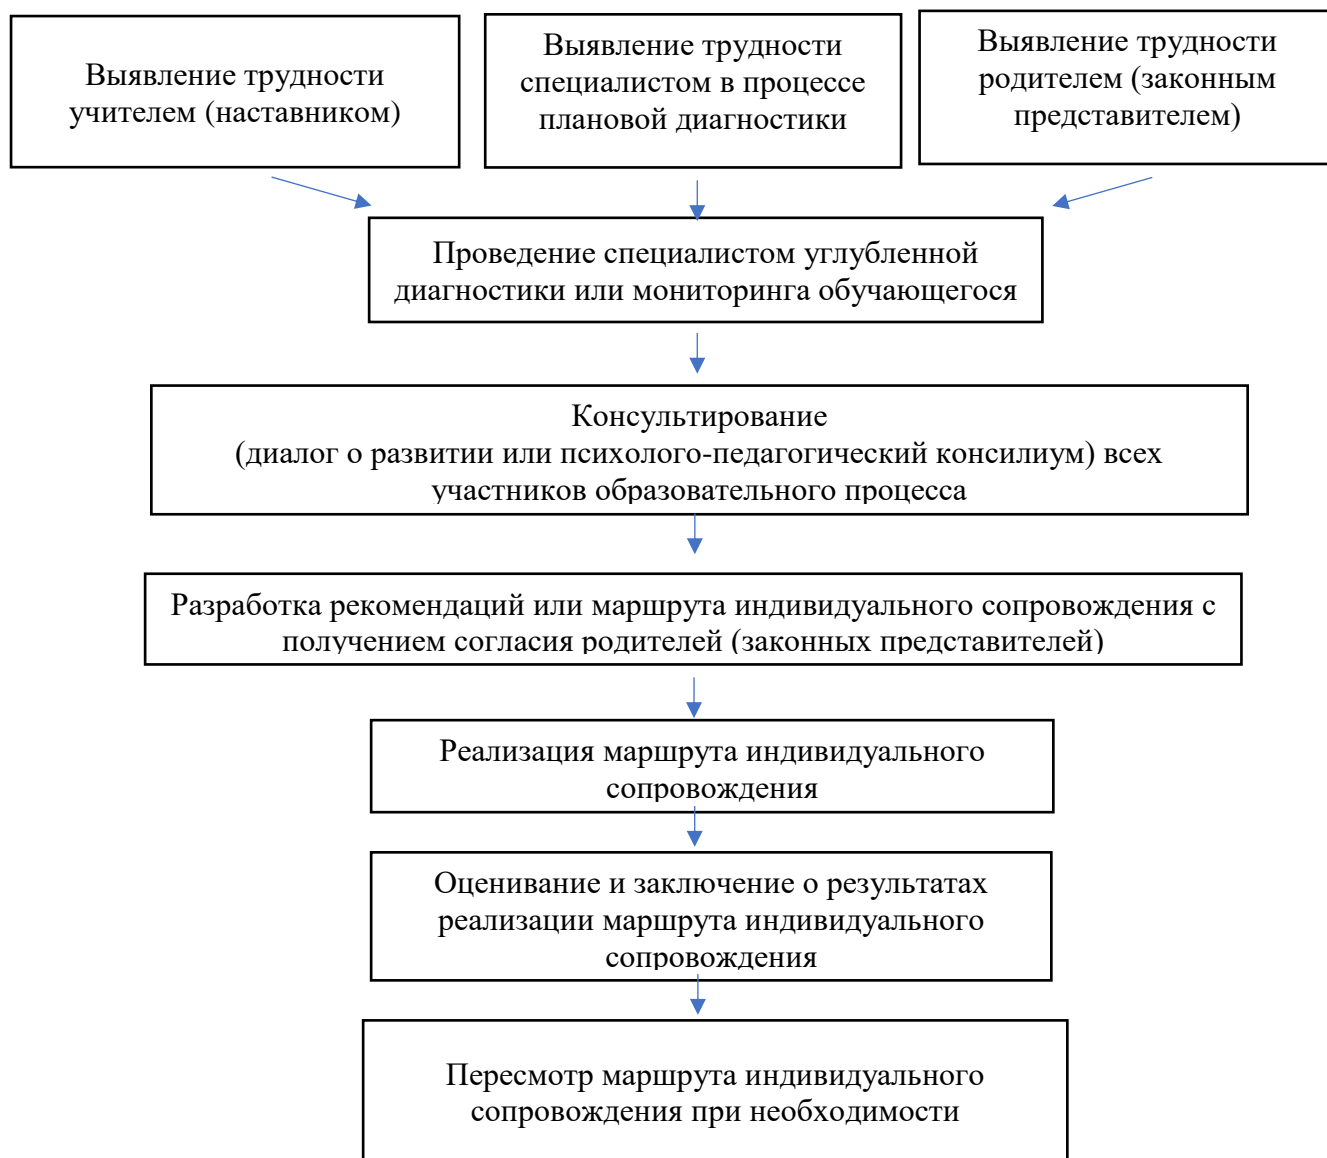 Выявление трудности
учителем (наставником)
Выявление трудности
специалистом в процессе
плановой диагностики
Выявление трудности
родителем (законным
представителем)
Проведение специалистом углубленной
диагностики или мониторинга обучающегося
Консультирование
(диалог о развитии или психолого-педагогический консилиум) всех
участников образовательного процесса
Разработка рекомендаций или маршрута индивидуального сопровождения с
получением согласия родителей (законных представителей)
Реализация маршрута индивидуального
сопровождения
Оценивание и заключение о результатах
реализации маршрута индивидуального
сопровождения
Пересмотр маршрута индивидуального
сопровождения при необходимости